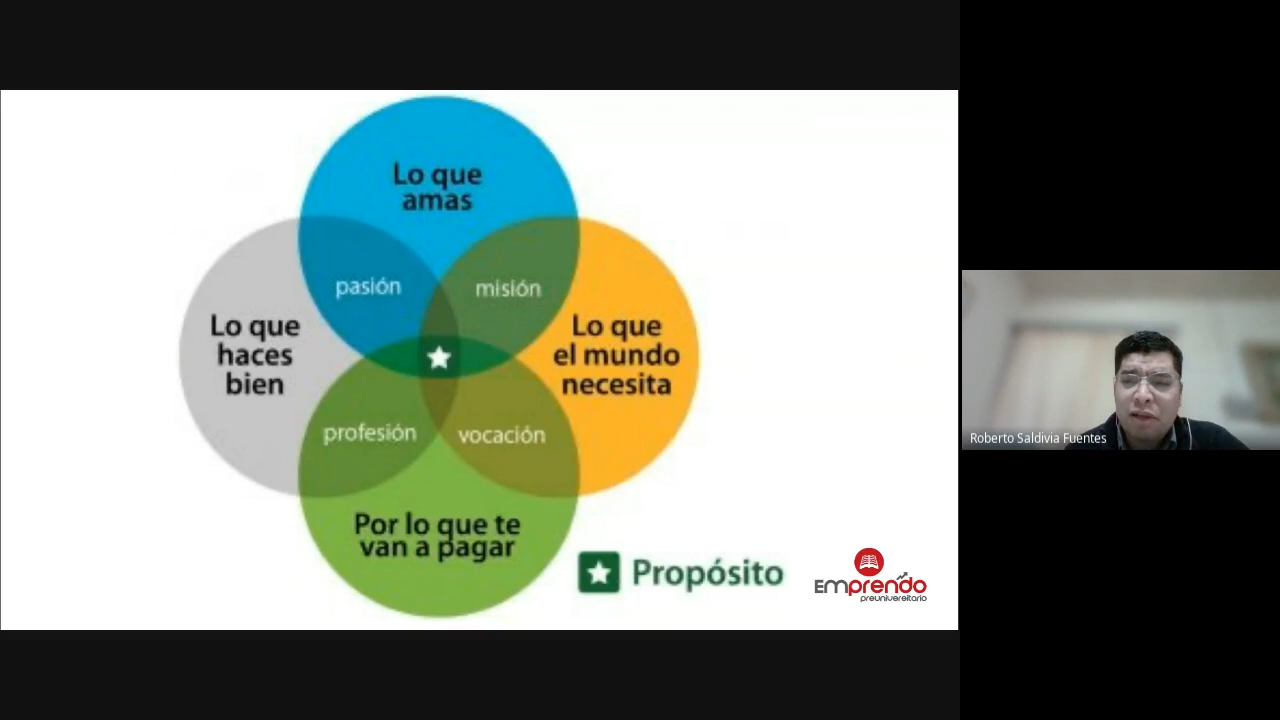 Lo que
amas
pasión
misión
Lo que
haces
bien
Lo que
el mundo
necesita
profesión
vocación
Por lo que te
van a pagar
Propósito
Emprendo
preuniversitario
Roberto Saldivia Fuentes